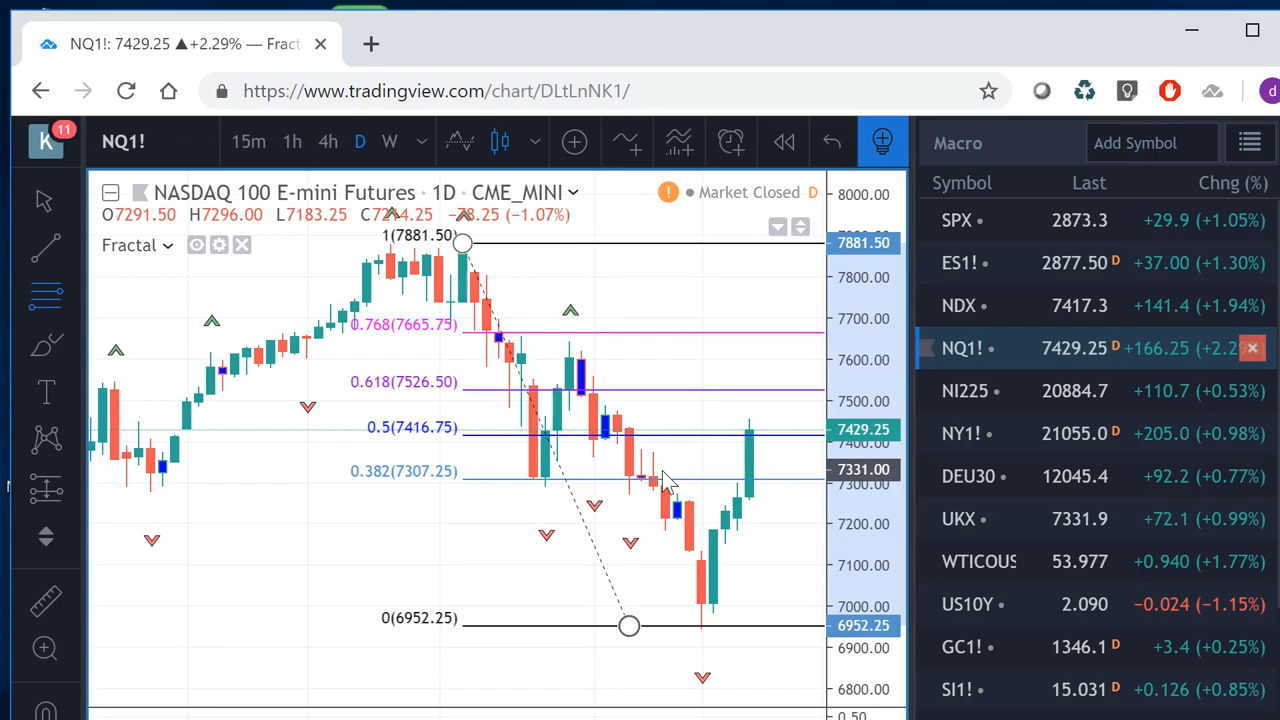 NQ1!: 7429.25 ▲+2.29% — Fract
https://www.tradingview.com/chart/DLtLnNK1/
d
K 11
NQ1! 15m 1h 4h D W
Macro Add Symbol
NASDAQ 100 E-mini Futures · 1D · CME_MINI
! Market Closed D
O7291.50 H7296.00 L7183.25 −78.25 (−1.07%)
Fractal
1(7881.50)
0.768(7665.75)
0.618(7526.50)
0.5(7416.75)
0.382(7307.25)
0(6952.25)
8000.00
7881.50
7800.00
7700.00
7600.00
7500.00
7429.25
7400.00
7331.00
7300.00
7200.00
7100.00
7000.00
6952.25
6900.00
6800.00
0.50
Symbol Last Chng (%)
SPX 2873.3 +29.9 (+1.05%)
ES1! 2877.50 D +37.00 (+1.30%)
NDX 7417.3 +141.4 (+1.94%)
NQ1! 7429.25 D +166.25 (+2.29
NI225 20884.7 +110.7 (+0.53%)
NY1! 21055.0 D +205.0 (+0.98%)
DEU30 12045.4 +92.2 (+0.77%)
UKX 7331.9 +72.1 (+0.99%)
WTICOUS 53.977 +0.940 (+1.77%)
US10Y 2.090 −0.024 (−1.15%)
GC1! 1346.1 D +3.4 (+0.25%)
SI1! 15.031 D +0.126 (+0.85%)